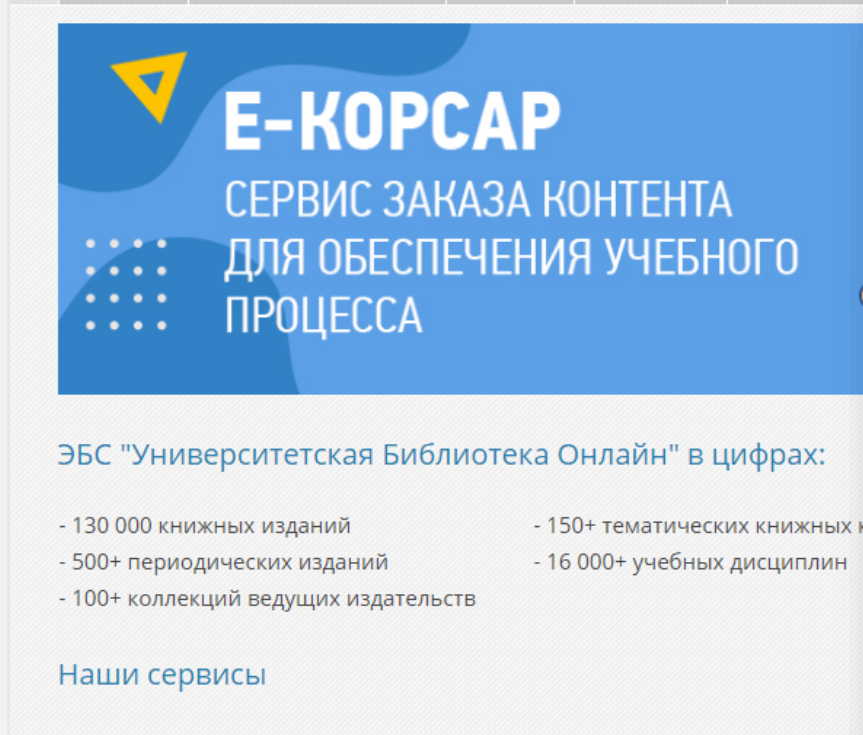 Е-КОРСАР
СЕРВИС ЗАКАЗА КОНТЕНТА
ДЛЯ ОБЕСПЕЧЕНИЯ УЧЕБНОГО
ПРОЦЕССА
ЭБС "Университетская Библиотека Онлайн" в цифрах:
- 130 000 книжных изданий
- 500+ периодических изданий
- 100+ коллекций ведущих издательств
- 150+ тематических книжных
- 16 000+ учебных дисциплин
Наши сервисы